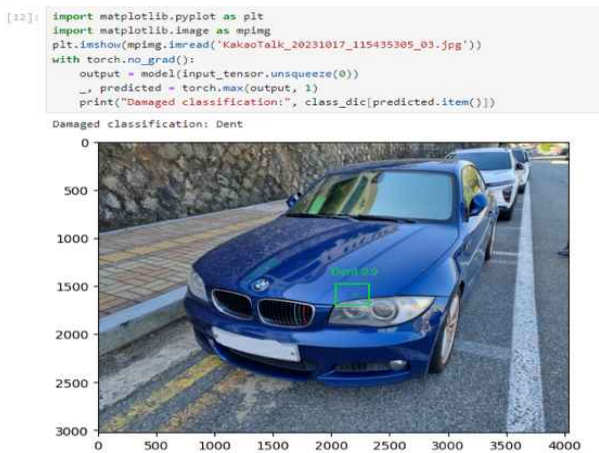 [12]: import matplotlib.pyplot as plt
import matplotlib.image as mpimg
plt.imshow(mpimg.imread('KakaoTalk_20231017_115435305_03.jpg'))
with torch.no_grad():
output = model(input_tensor.unsqueeze(0))
_, predicted = torch.max(output, 1)
print("Damaged classification:", class_dic[predicted.item()])
Damaged classification: Dent
0
500
1000
1500
2000
2500
3000
Dent 0.9
0 500 1000 1500 2000 2500 3000 3500 4000